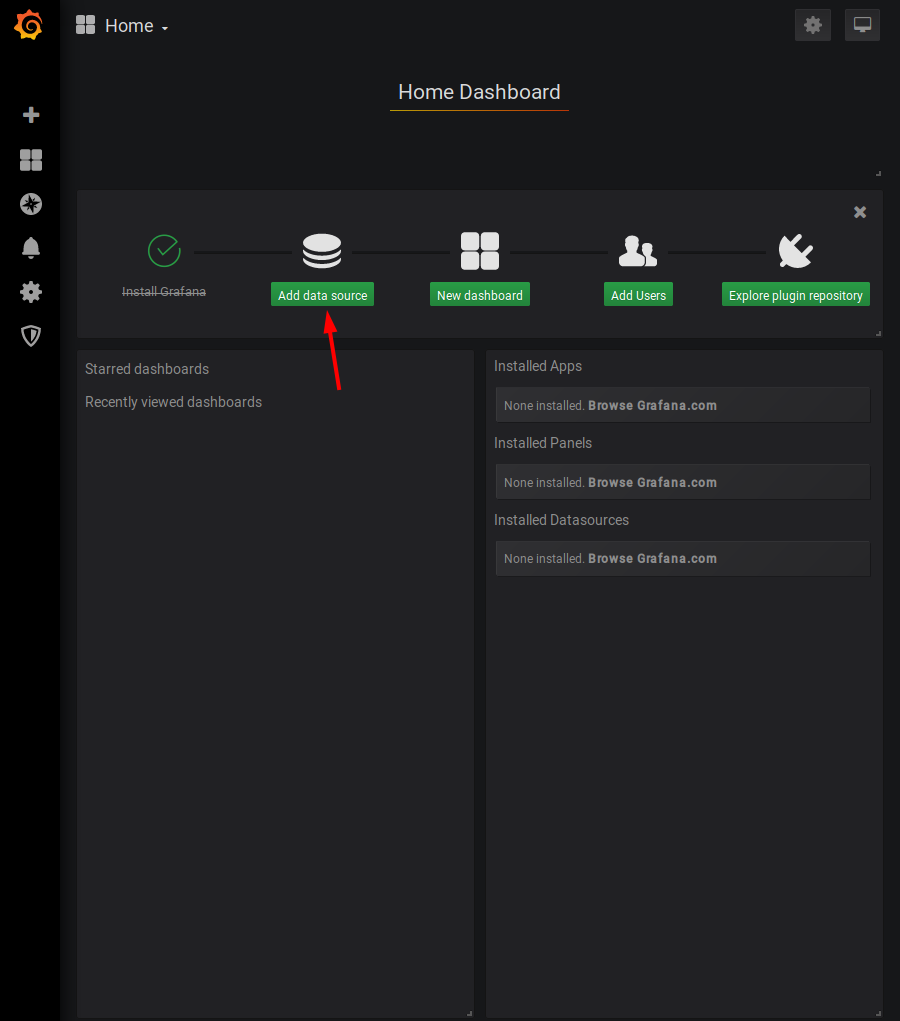 Home
Home Dashboard
Install Grafana
Add data source
New dashboard
Add Users
Explore plugin repository
Starred dashboards
Recently viewed dashboards
Installed Apps
None installed. Browse Grafana.com
Installed Panels
None installed. Browse Grafana.com
Installed Datasources
None installed. Browse Grafana.com